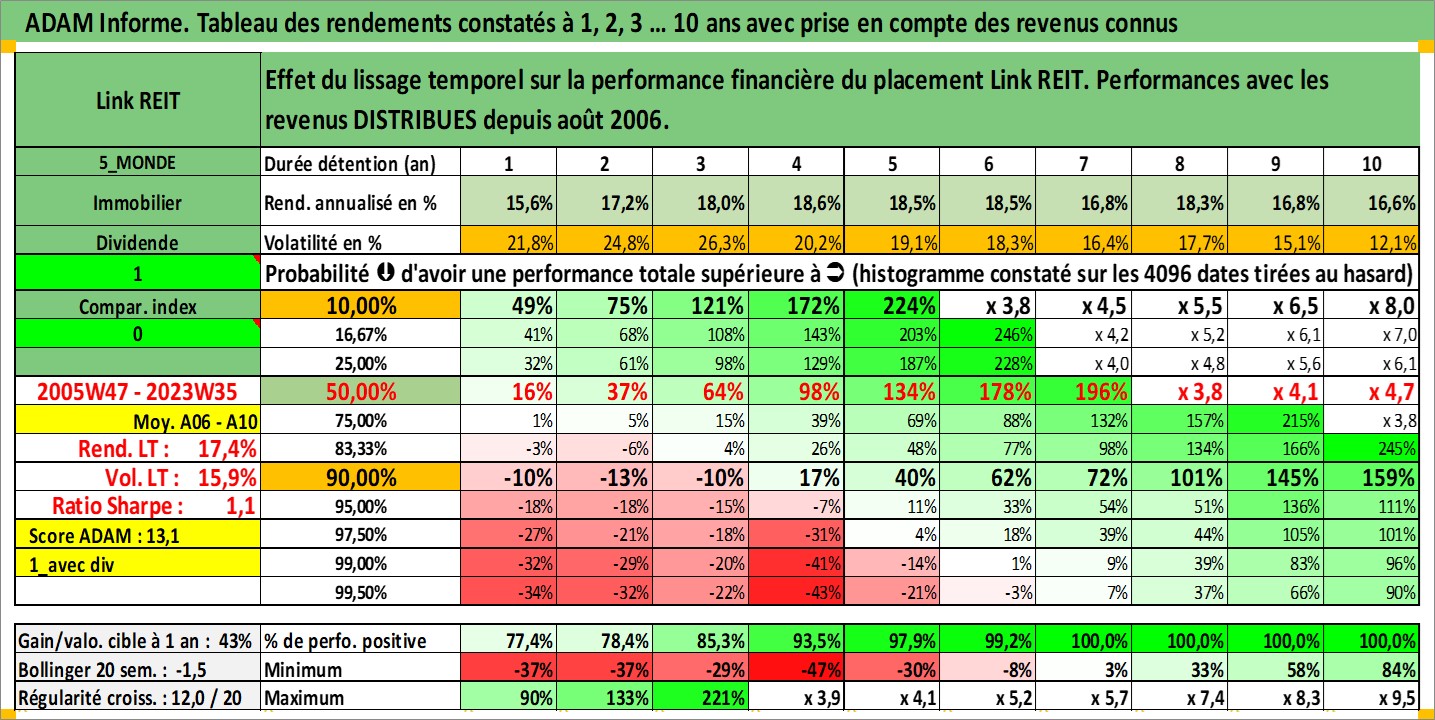 ADAM Informe. Tableau des rendements constatés à 1, 2, 3 ... 10 ans avec prise en compte des revenus connus
Link REIT
Effet du lissage temporel sur la performance financière du placement Link REIT. Performances avec les
revenus DISTRIBUES depuis août 2006.
5_MONDE Durée détention (an) 1 2 3 4 5 6 7 8 9 10
Immobilier Rend. annualisé en % 15,6% 17,2% 18,0% 18,6% 18,5% 18,5% 16,8% 18,3% 16,8% 16,6%
Dividende Volatilité en % 21,8% 24,8% 26,3% 20,2% 19,1% 18,3% 16,4% 17,7% 15,1% 12,1%
1 Probabilité ⬇ d'avoir une performance totale supérieure à ➲ (histogramme constaté sur les 4096 dates tirées au hasard)
Compar. index 10,00% 49% 75% 121% 172% 224% x 3,8 x 4,5 x 5,5 x 6,5 x 8,0
0 16,67% 41% 68% 108% 143% 203% 246% x 4,2 x 5,2 x 6,1 x 7,0
25,00% 32% 61% 98% 129% 187% 228% x 4,0 x 4,8 x 5,6 x 6,1
2005W47 - 2023W35 50,00% 16% 37% 64% 98% 134% 178% 196% x 3,8 x 4,1 x 4,7
Moy. A06 - A10 75,00% 1% 5% 15% 39% 69% 88% 132% 157% 215% x 3,8
Rend. LT : 17,4% 83,33% -3% -6% 4% 26% 48% 77% 98% 134% 166% 245%
Vol. LT : 15,9% 90,00% -10% -13% -10% 17% 40% 62% 72% 101% 145% 159%
Ratio Sharpe : 1,1 95,00% -18% -18% -15% -7% 11% 33% 54% 51% 136% 111%
Score ADAM : 13,1 97,50% -27% -21% -18% -31% 4% 18% 39% 44% 105% 101%
1_avec div 99,00% -32% -29% -20% -41% -14% 1% 9% 39% 83% 96%
99,50% -34% -32% -22% -43% -21% -3% 7% 37% 66% 90%
Gain/valo. cible à 1 an : 43% % de perfo. positive 77,4% 78,4% 85,3% 93,5% 97,9% 99,2% 100,0% 100,0% 100,0% 100,0%
Bollinger 20 sem. : -1,5 Minimum -37% -37% -29% -47% -30% -8% 3% 33% 58% 84%
Régularité croiss. : 12,0 / 20 Maximum 90% 133% 221% x 3,9 x 4,1 x 5,2 x 5,7 x 7,4 x 8,3 x 9,5